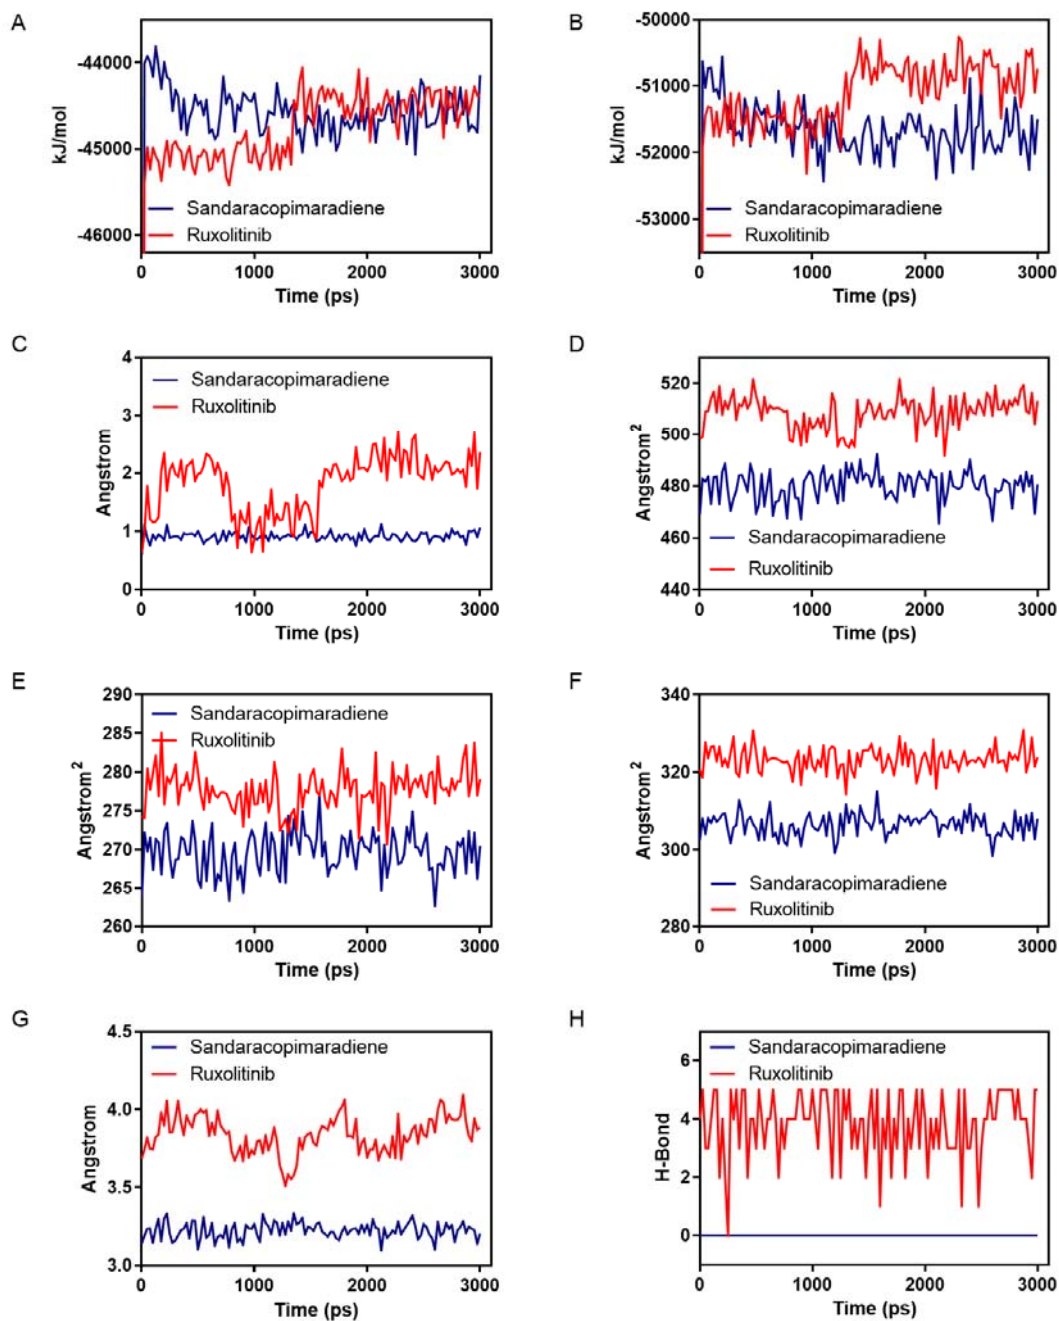 A
kJ/mol
-44000
-45000
-46000
Sandaracopimaradiene
Ruxolitinib
0 1000 2000 3000
Time (ps)
B
kJ/mol
-50000
-51000
-52000
-53000
Sandaracopimaradiene
Ruxolitinib
0 1000 2000 3000
Time (ps)
C
Angstrom
4
3
2
1
0
Sandaracopimaradiene
Ruxolitinib
0 1000 2000 3000
Time (ps)
D
Angstrom²
520
500
480
460
440
Sandaracopimaradiene
Ruxolitinib
0 1000 2000 3000
Time (ps)
E
Angstrom²
290
285
280
275
270
265
260
Sandaracopimaradiene
Ruxolitinib
0 1000 2000 3000
Time (ps)
F
Angstrom²
340
320
300
280
Sandaracopimaradiene
Ruxolitinib
0 1000 2000 3000
Time (ps)
G
Angstrom
4.5
4.0
3.5
3.0
Sandaracopimaradiene
Ruxolitinib
0 1000 2000 3000
Time (ps)
H
H-Bond
6
4
2
0
Sandaracopimaradiene
Ruxolitinib
0 1000 2000 3000
Time (ps)